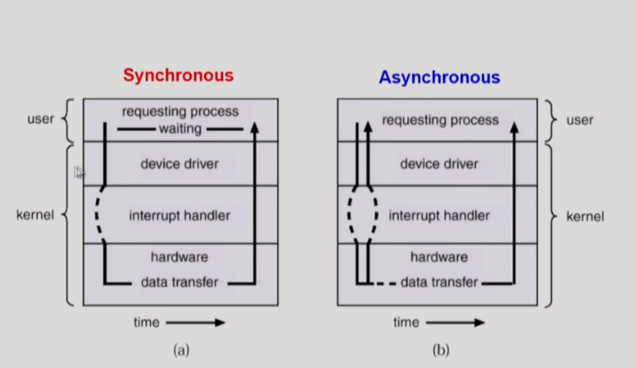 Synchronous
user
requesting process
waiting
device driver
kernel
interrupt handler
hardware
data transfer
time
(a)
Asynchronous
requesting process
user
device driver
interrupt handler
kernel
hardware
data transfer
time
(b)